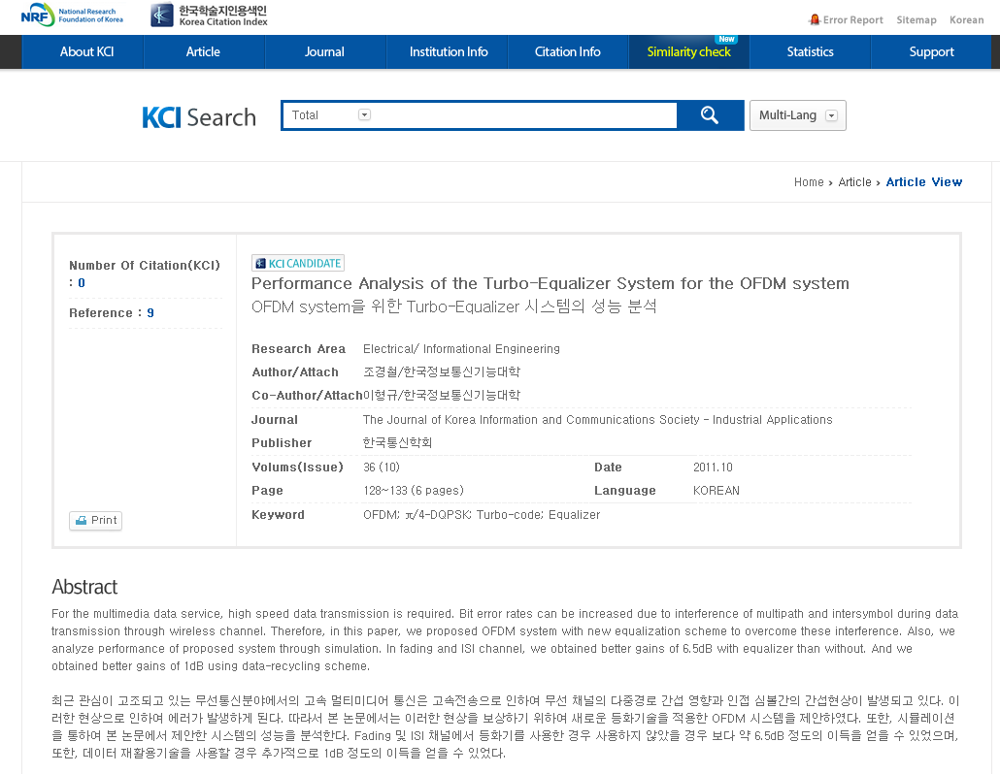 NRF National Research Foundation of Korea
한국학술지인용색인
Korea Citation Index
Error Report Sitemap Korean
About KCI Article Journal Institution Info Citation Info Similarity check New Statistics Support
KCI Search Total Multi-Lang
Home › Article › Article View
Number Of Citation(KCI)
: 0
Reference : 9
Print
KCI CANDIDATE
Performance Analysis of the Turbo-Equalizer System for the OFDM system
OFDM system을 위한 Turbo-Equalizer 시스템의 성능 분석
Research Area Electrical/ Informational Engineering
Author/Attach 조경철/한국정보통신기능대학
Co-Author/Attach이형규/한국정보통신기능대학
Journal The Journal of Korea Information and Communications Society - Industrial Applications
Publisher 한국통신학회
Volums(Issue) 36 (10) Date 2011.10
Page 128~133 (6 pages) Language KOREAN
Keyword OFDM; π/4-DQPSK; Turbo-code; Equalizer
Abstract
For the multimedia data service, high speed data transmission is required. Bit error rates can be increased due to interference of multipath and intersymbol during data
transmission through wireless channel. Therefore, in this paper, we proposed OFDM system with new equalization scheme to overcome these interference. Also, we
analyze performance of proposed system through simulation. In fading and ISI channel, we obtained better gains of 6.5dB with equalizer than without. And we
obtained better gains of 1dB using data-recycling scheme.
최근 관심이 고조되고 있는 무선통신분야에서의 고속 멀티미디어 통신은 고속전송으로 인하여 무선 채널의 다중경로 간섭 영향과 인접 심볼간의 간섭현상이 발생되고 있다. 이
러한 현상으로 인하여 에러가 발생하게 된다. 따라서 본 논문에서는 이러한 현상을 보상하기 위하여 새로운 등화기술을 적용한 OFDM 시스템을 제안하였다. 또한, 시뮬레이션
을 통하여 본 논문에서 제안한 시스템의 성능을 분석한다. Fading 및 ISI 채널에서 등화기를 사용한 경우 사용하지 않았을 경우 보다 약 6.5dB 정도의 이득을 얻을 수 있었으며,
또한, 데이터 재활용기술을 사용할 경우 추가적으로 1dB 정도의 이득을 얻을 수 있었다.